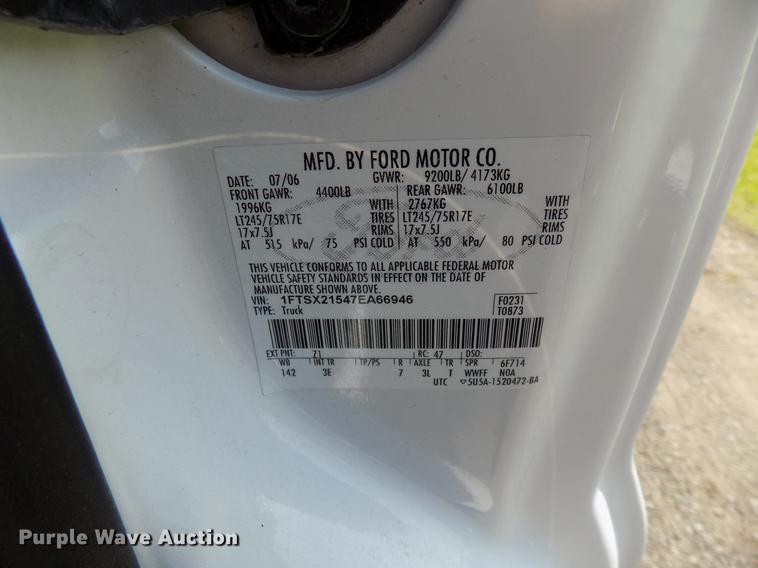 MFD. BY FORD MOTOR CO.
DATE: 07/06 GVWR: 9200LB/ 4173KG
FRONT GAWR: 4400LB REAR GAWR: 6100LB
1996KG WITH 2767KG WITH
LT245/75R17E TIRES LT245/75R17E TIRES
17x7.5J RIMS 17x7.5J RIMS
AT 515 kPa/ 75 PSI COLD AT 550 kPa/ 80 PSI COLD
THIS VEHICLE CONFORMS TO ALL APPLICABLE FEDERAL MOTOR
VEHICLE SAFETY STANDARDS IN EFFECT ON THE DATE OF
MANUFACTURE SHOWN ABOVE.
VIN: 1FTSX21547EA66946 F0231
TYPE: Truck T0873
EXT PNT: Z1 RC: 47 DSO:
WB INT TR TP/PS R AXLE TR SPR 6F714
142 3E 7 3L T WWFF NOA
UTC 5U5A-1520472-BA
Purple Wave Auction